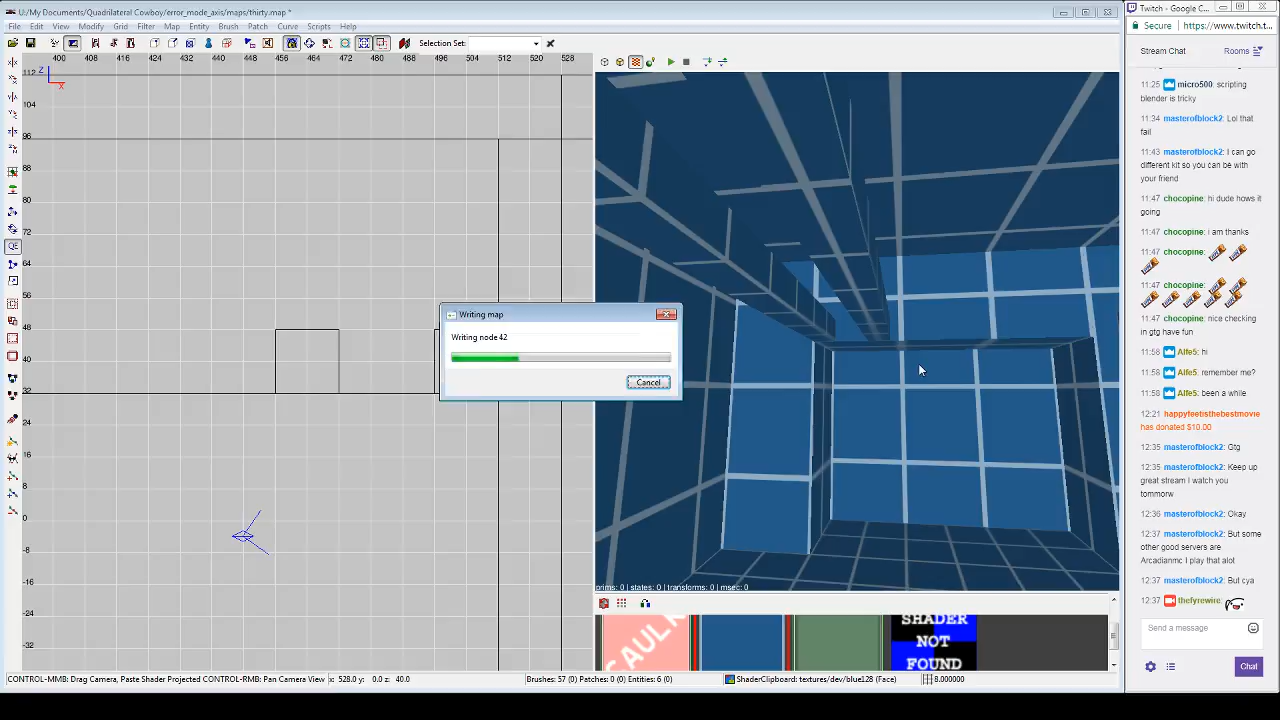 U:/My Documents/Quadrilateral Cowboy/error_mode_axis/maps/thirty.map *
File Edit View Modify Grid Filter Map Entity Brush Patch Curve Scripts Help
Selection Set:
400 408 416 424 432 440 448 456 464 472 480 488 496 504 512 520 528
Z
X
112
104
96
88
80
72
64
56
48
40
32
24
16
8
0
-8
-16
-24
-32
Writing map
Writing node 42
Cancel
prims: 0 | states: 0 | transforms: 0 | msec: 0
CAULK
SHADER
NOT
FOUND
CONTROL-MMB: Drag Camera, Paste Shader Projected CONTROL-RMB: Pan Camera View
x: 528.0 y: 0.0 z: 40.0
Brushes: 57 (0) Patches: 0 (0) Entities: 6 (0)
ShaderClipboard: textures/dev/blue128 (Face)
8.000000
Twitch - Google C...
Secure https://www.twitch.t...
Stream Chat Rooms
11:25 micro500: scripting
blender is tricky
11:34 masterofblock2: Lol that
fail
11:43 masterofblock2: I can go
different kit so you can be with
your friend
11:47 chocopine: hi dude hows it
going
11:47 chocopine: i am thanks
11:47 chocopine:
11:47 chocopine:
11:47 chocopine: nice checking
in gtg have fun
11:58 Alfe5: hi
11:58 Alfe5: remember me?
11:58 Alfe5: been a while
12:21 happyfeetisthebestmovie
has donated $10.00
12:35 masterofblock2: Gtg
12:35 masterofblock2: Keep up
great stream I watch you
tommorw
12:36 masterofblock2: Okay
12:37 masterofblock2: But some
other good servers are
Arcadianmc I play that alot
12:37 masterofblock2: But cya
12:37 thefyrewire:
Send a message
Chat